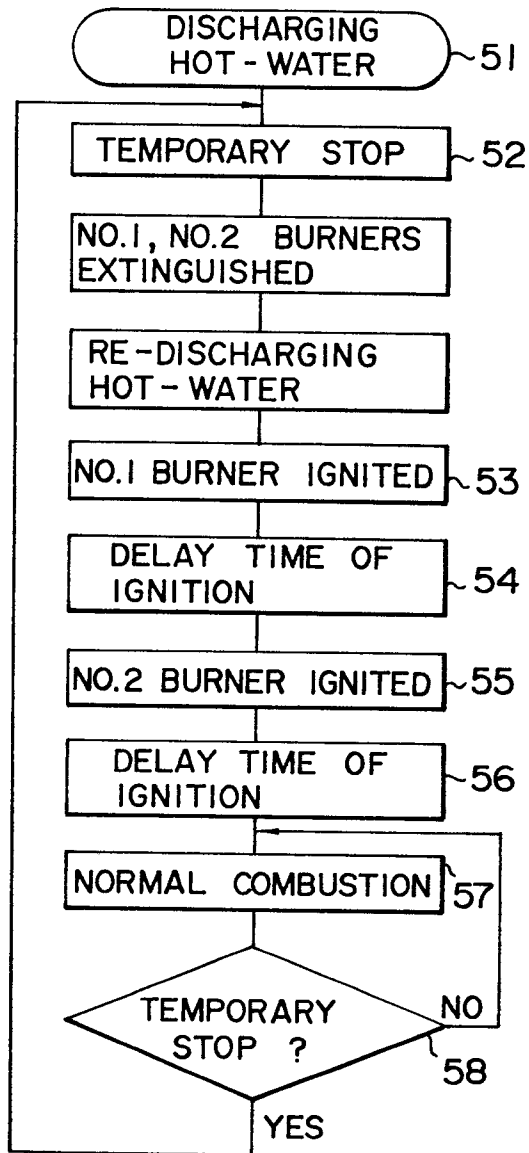 DISCHARGING
HOT-WATER
51
TEMPORARY STOP
52
NO.1, NO.2 BURNERS
EXTINGUISHED
RE-DISCHARGING
HOT-WATER
NO.1 BURNER IGNITED
53
DELAY TIME OF
IGNITION
54
NO.2 BURNER IGNITED
55
DELAY TIME OF
IGNITION
56
NORMAL COMBUSTION
57
TEMPORARY
STOP ?
NO
58
YES